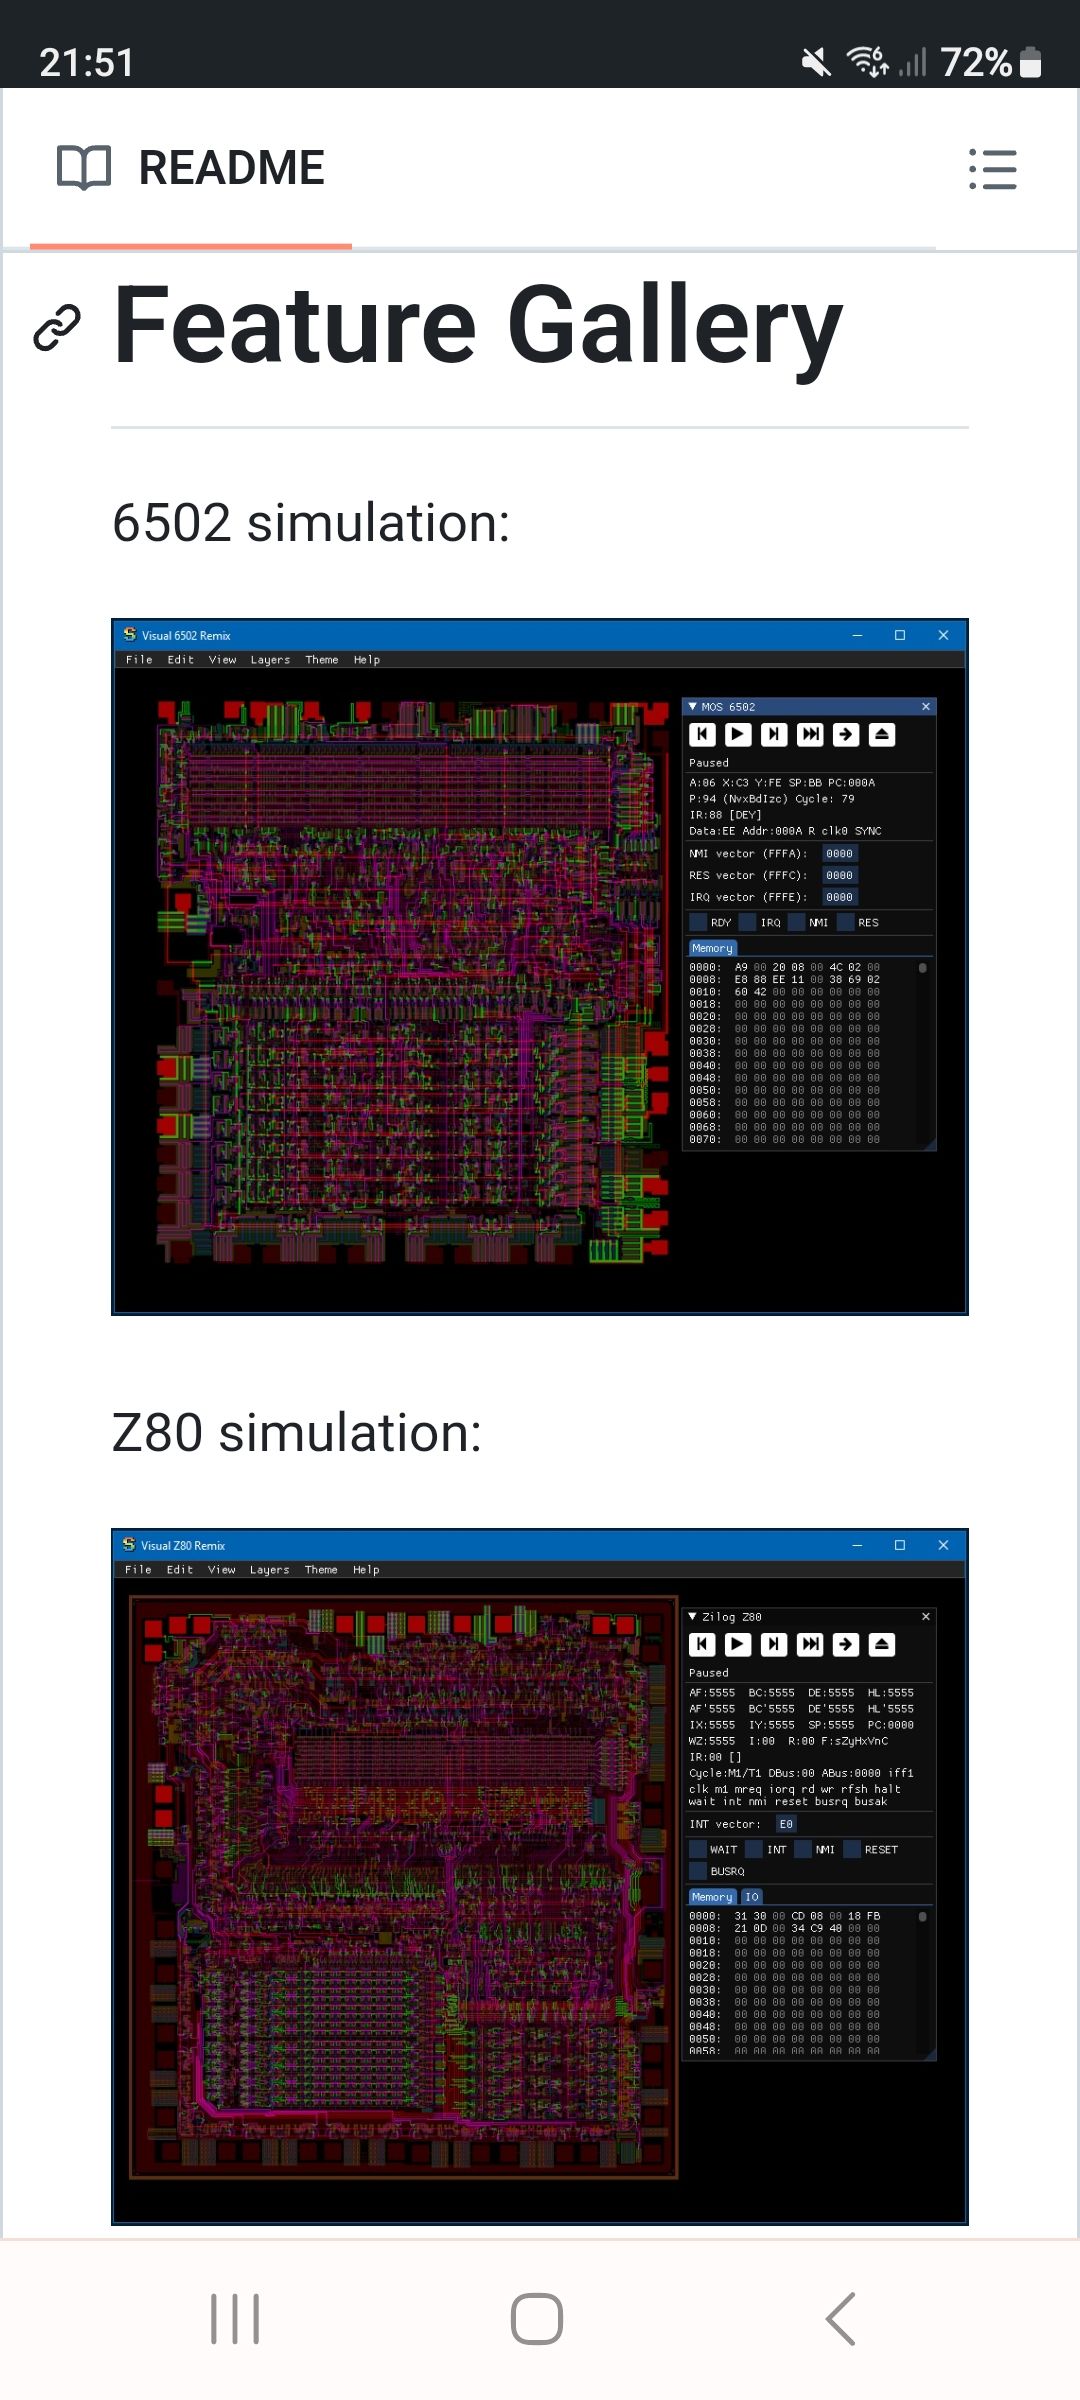 21:51
72%
README
Feature Gallery
6502 simulation:
Visual 6502 Remix
File Edit View Layers Theme Help
MOS 6502
Paused
A:06 X:C3 Y:FE SP:BB PC:000A
P:94 (NvxBdIzc) Cycle: 79
IR:88 [DEY]
Data:EE Addr:000A R clk0 SYNC
NMI vector (FFFA): 0000
RES vector (FFFC): 0000
IRQ vector (FFFE): 0000
RDY IRQ NMI RES
Memory
0000: A9 00 20 08 00 4C 02 00
0008: E8 88 EE 11 00 38 69 02
0010: 60 42 00 00 00 00 00 00
0018: 00 00 00 00 00 00 00 00
0020: 00 00 00 00 00 00 00 00
0028: 00 00 00 00 00 00 00 00
0030: 00 00 00 00 00 00 00 00
0038: 00 00 00 00 00 00 00 00
0040: 00 00 00 00 00 00 00 00
0048: 00 00 00 00 00 00 00 00
0050: 00 00 00 00 00 00 00 00
0058: 00 00 00 00 00 00 00 00
0060: 00 00 00 00 00 00 00 00
0068: 00 00 00 00 00 00 00 00
0070: 00 00 00 00 00 00 00 00
Z80 simulation:
Visual Z80 Remix
File Edit View Layers Theme Help
Zilog Z80
Paused
AF:5555 BC:5555 DE:5555 HL:5555
AF'5555 BC'5555 DE'5555 HL'5555
IX:5555 IY:5555 SP:5555 PC:0000
WZ:5555 I:00 R:00 F:sZyHxVnC
IR:00 []
Cycle:M1/T1 DBus:00 ABus:0000 iff1
clk m1 mreq iorq rd wr rfsh halt
wait int nmi reset busrq busak
INT vector: E0
WAIT INT NMI RESET
BUSRQ
Memory IO
0000: 31 30 00 CD 08 00 18 FB
0008: 21 0D 00 34 C9 40 00 00
0010: 00 00 00 00 00 00 00 00
0018: 00 00 00 00 00 00 00 00
0020: 00 00 00 00 00 00 00 00
0028: 00 00 00 00 00 00 00 00
0030: 00 00 00 00 00 00 00 00
0038: 00 00 00 00 00 00 00 00
0040: 00 00 00 00 00 00 00 00
0048: 00 00 00 00 00 00 00 00
0050: 00 00 00 00 00 00 00 00
0058: 00 00 00 00 00 00 00 00